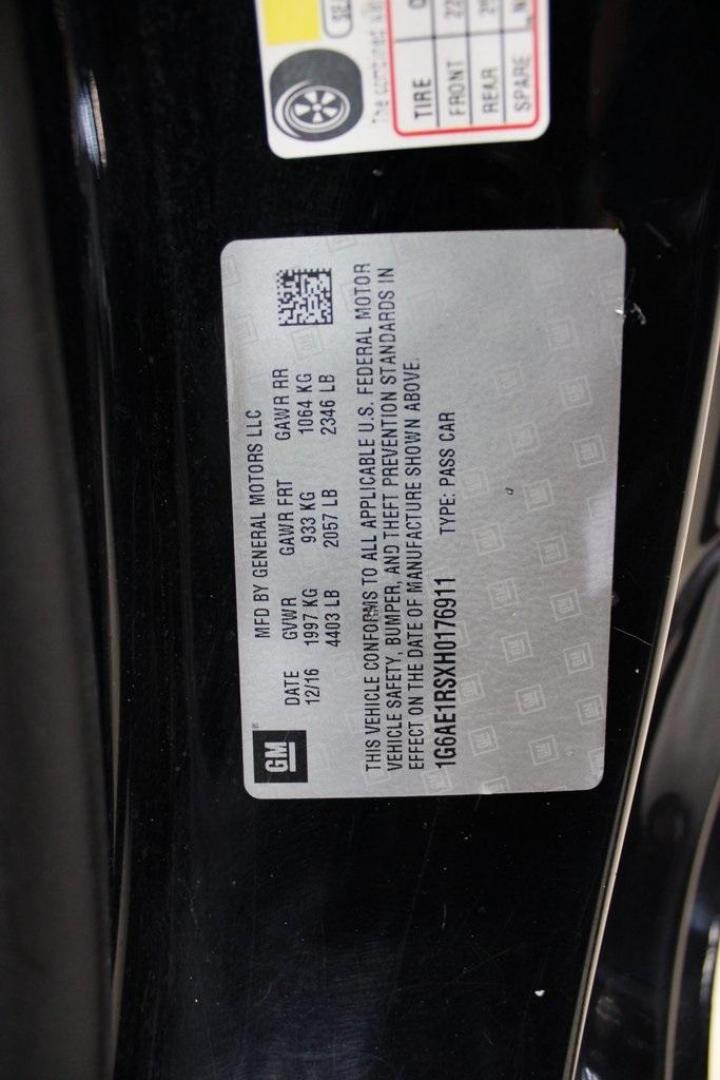 GM
MFD BY GENERAL MOTORS LLC
DATE GVWR GAWR FRT GAWR RR
12/16 1997 KG 933 KG 1064 KG
4403 LB 2057 LB 2346 LB
THIS VEHICLE CONFORMS TO ALL APPLICABLE U.S. FEDERAL MOTOR
VEHICLE SAFETY, BUMPER, AND THEFT PREVENTION STANDARDS IN
EFFECT ON THE DATE OF MANUFACTURE SHOWN ABOVE.
1G6AE1RSXH0176911 TYPE: PASS CAR
The combined
TIRE
FRONT 22
REAR
SPARE